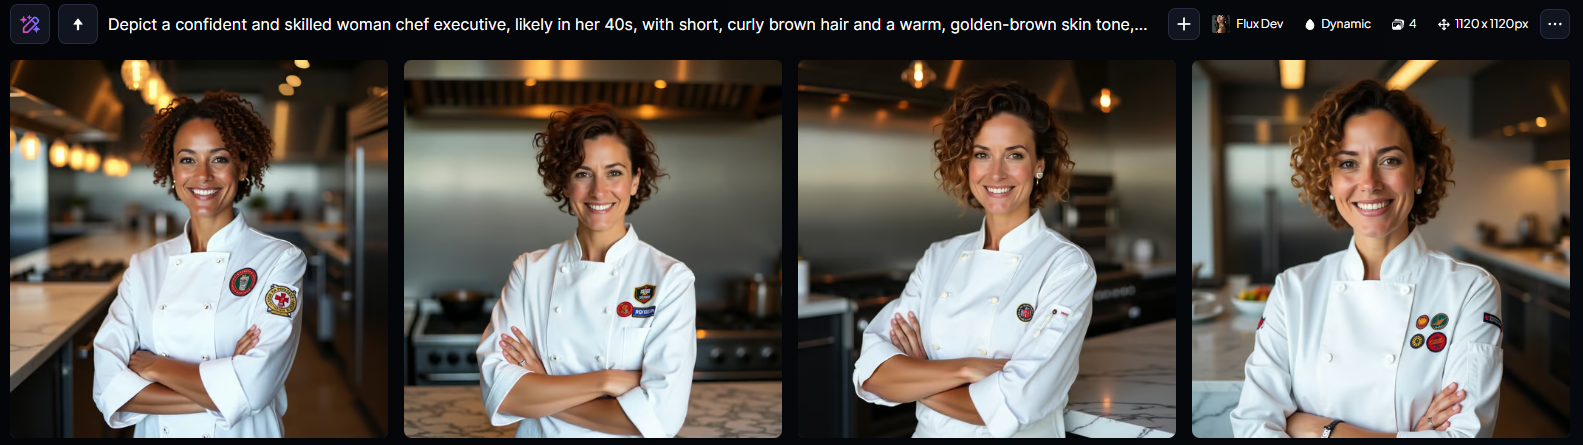 Depict a confident and skilled woman chef executive, likely in her 40s, with short, curly brown hair and a warm, golden-brown skin tone,...
Flux Dev
Dynamic
4
1120 x 1120px